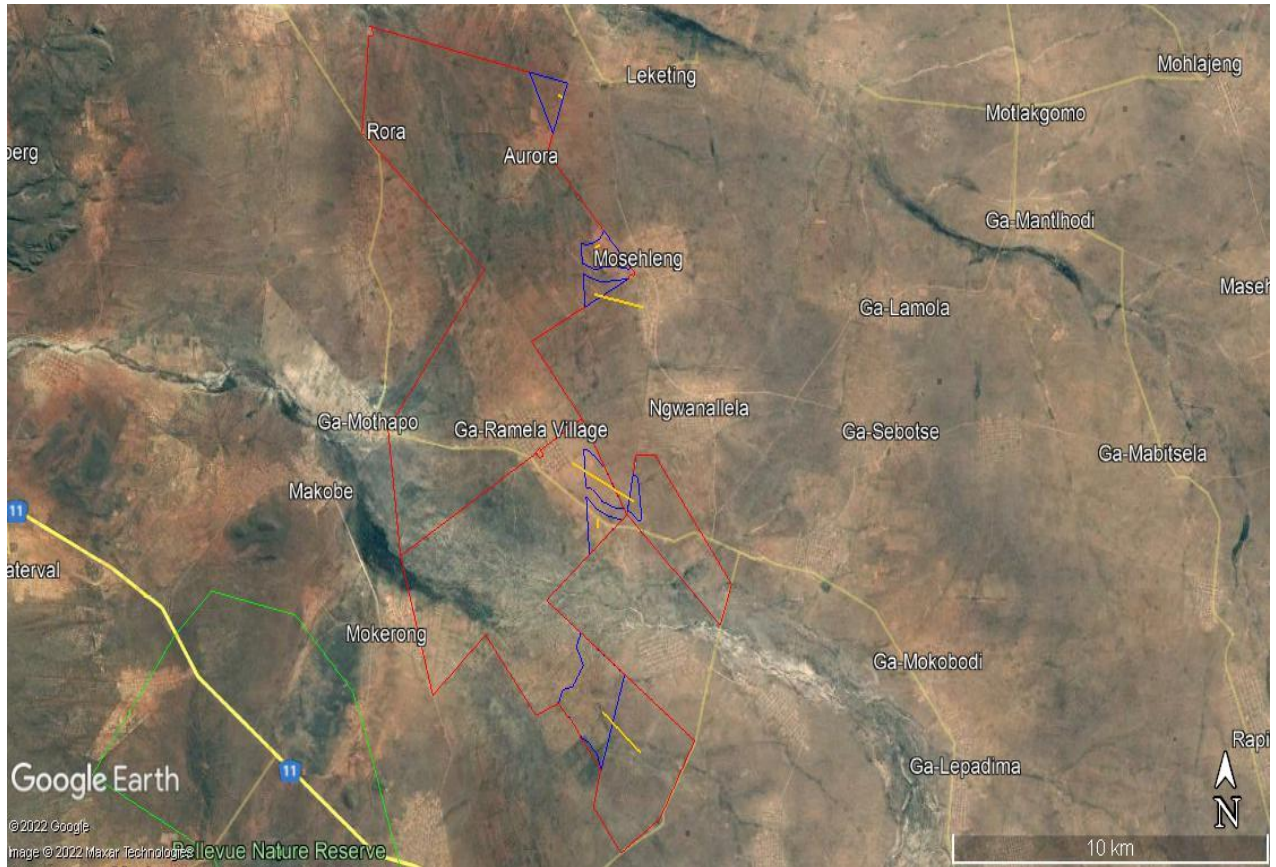 Leketing
Mohlajeng
Motlakgomo
Rora
berg
Aurora
Ga-Mantlhodi
Mosehleng
Maseh
Ga-Lamola
Ngwanallela
Ga-Mothapo
Ga-Ramela Village
Ga-Sebotse
Ga-Mabitsela
Makobe
11
aterval
Mokerong
Ga-Mokobodi
Rapi
Ga-Lepadima
11
Google Earth
N
© 2022 Google
Image © 2022 Maxar Technologies
Bellevue Nature Reserve
10 km